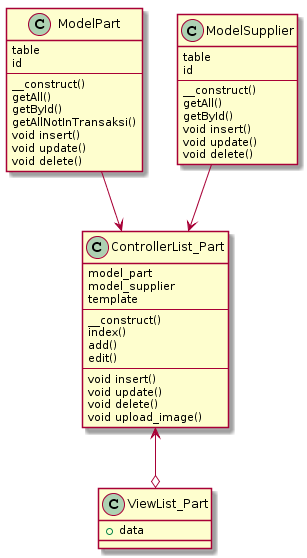 C ModelPart
table
id
__construct()
getAll()
getById()
getAllNotInTransaksi()
void insert()
void update()
void delete()
C ModelSupplier
table
id
__construct()
getAll()
getById()
void insert()
void update()
void delete()
C ControllerList_Part
model_part
model_supplier
template
__construct()
index()
add()
edit()
void insert()
void update()
void delete()
void upload_image()
C ViewList_Part
data